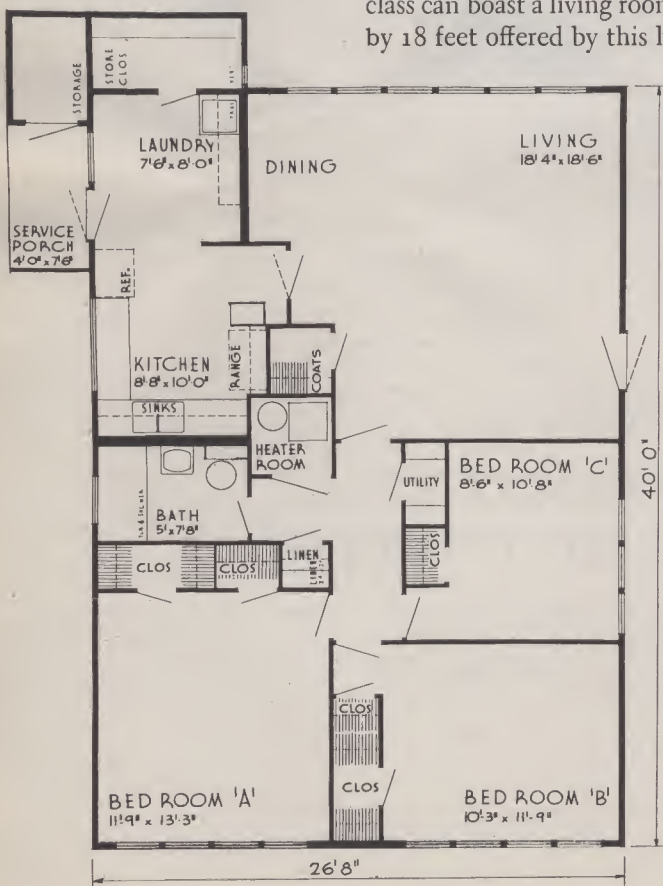 class can boast a living room
by 18 feet offered by this l
STORAGE
STORE
CLOS
LAUNDRY
7'6" x 8'-0"
TRAY
DINING
LIVING
18'4" x 18'-6"
SERVICE
PORCH
4'0" x 7'6"
REF.
KITCHEN
8'-8" x 10'-0"
RANGE
COATS
SINKS
HEATER
ROOM
UTILITY
BED ROOM 'C'
8'-6" x 10'-8"
BATH
5' x 7'8"
CLOS
CLOS
LINEN
LINEN
CLOS
40'0"
CLOS
CLOS
BED ROOM 'A'
11'-9" x 13'-3"
BED ROOM 'B'
10'-3" x 11'-9"
26'8"